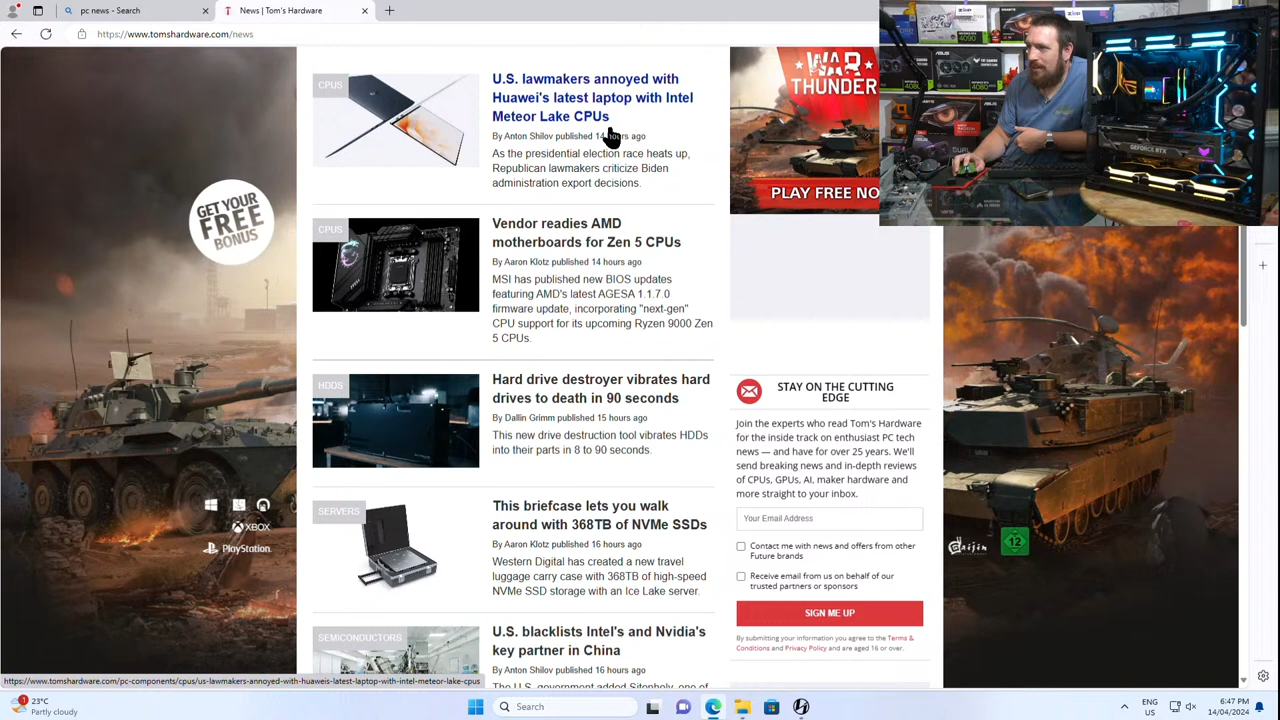 pc news - Search
News | Tom's Hardware
https://www.tomshardware.com/news
CPUS
U.S. lawmakers annoyed with
Huawei's latest laptop with Intel
Meteor Lake CPUs
By Anton Shilov published 14 hours ago
As the presidential election race heats up,
Republican lawmakers criticize Biden
administration export decisions.
CPUS
Vendor readies AMD
motherboards for Zen 5 CPUs
By Aaron Klotz published 14 hours ago
MSI has published new BIOS updates
featuring AMD's latest AGESA 1.1.7.0
firmware update, incorporating "next-gen"
CPU support for its upcoming Ryzen 9000 Zen
5 CPUs.
HDDS
Hard drive destroyer vibrates hard
drives to death in 90 seconds
By Dallin Grimm published 15 hours ago
This new drive destruction tool vibrates HDDs
into their parts in 8 to 90 seconds.
SERVERS
This briefcase lets you walk
around with 368TB of NVMe SSDs
By Aaron Klotz published 16 hours ago
Western Digital has created a new travel
luggage carry case with 368TB of high-speed
NVMe SSD storage with an Ice Lake server.
SEMICONDUCTORS
U.S. blacklists Intel's and Nvidia's
key partner in China
By Anton Shilov published 16 hours ago
The U.S. government added Sitonholy, one of
GET YOUR
FREE
BONUS
XBOX
PlayStation
WAR
THUNDER
PLAY FREE NO
STAY ON THE CUTTING
EDGE
Join the experts who read Tom's Hardware
for the inside track on enthusiast PC tech
news — and have for over 25 years. We'll
send breaking news and in-depth reviews
of CPUs, GPUs, AI, maker hardware and
more straight to your inbox.
Your Email Address
Contact me with news and offers from other
Future brands
Receive email from us on behalf of our
trusted partners or sponsors
SIGN ME UP
By submitting your information you agree to the Terms &
Conditions and Privacy Policy and are aged 16 or over.
GEFORCE RTX
4090
4080
ASUS
DUAL
Gaijin
12
https://www.tomshardware.com/pc-components/cpus/us-lawmakers-annoyed-with-huaweis-latest-laptop-with-intel-meteor-lake-cpus
1
23°C
Partly cloudy
Search
ENG
US
6:47 PM
14/04/2024